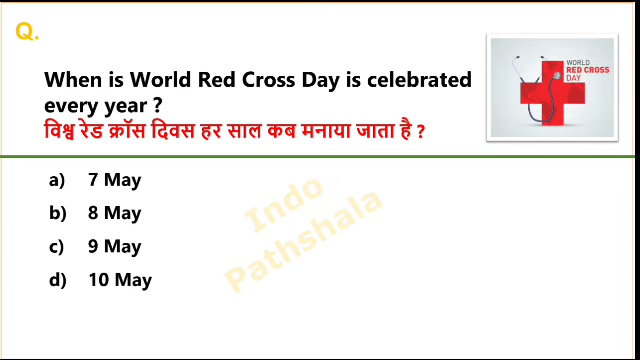 Q.
When is World Red Cross Day is celebrated
every year ?
विश्व रेड क्रॉस दिवस हर साल कब मनाया जाता है ?
WORLD
RED CROSS
DAY
a) 7 May
b) 8 May
c) 9 May
d) 10 May
Indo
Pathshala